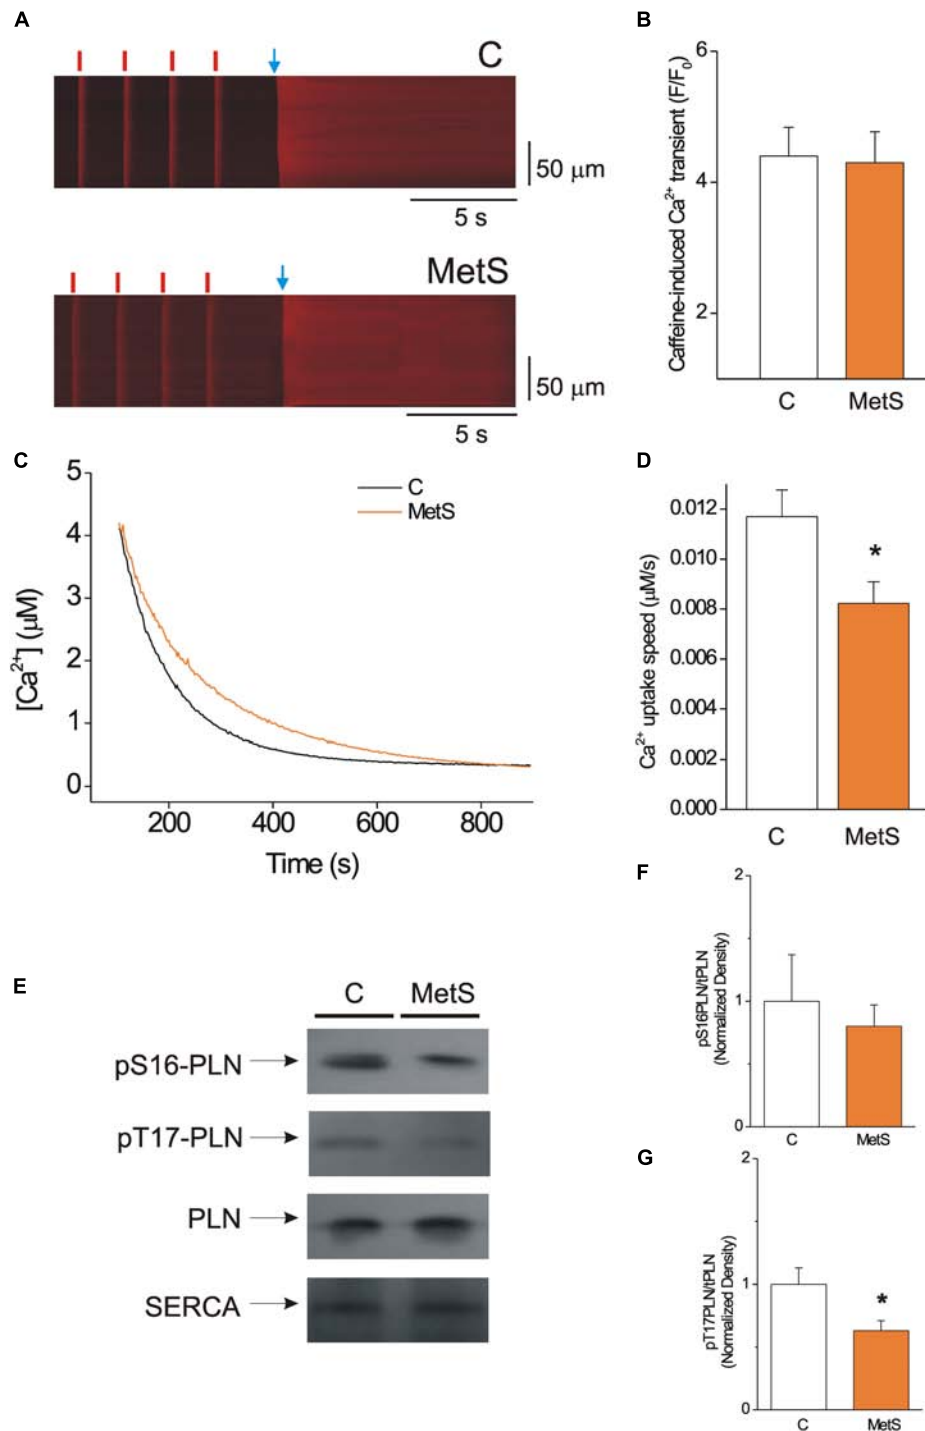 A
C
50 μm
5 s
MetS
50 μm
5 s
B
Caffeine-induced Ca²⁺ transient (F/F₀)
6
4
2
C
MetS
C
[Ca²⁺] (μM)
5
4
3
2
1
0
C
MetS
200
400
600
800
Time (s)
D
Ca²⁺ uptake speed (μM/s)
0.012
0.010
0.008
0.006
0.004
0.002
0.000
*
C
MetS
E
C
MetS
pS16-PLN
pT17-PLN
PLN
SERCA
F
pS16PLN/tPLN
(Normalized Density)
2
1
0
C
MetS
G
pT17PLN/tPLN
(Normalized Density)
2
1
0
*
C
MetS